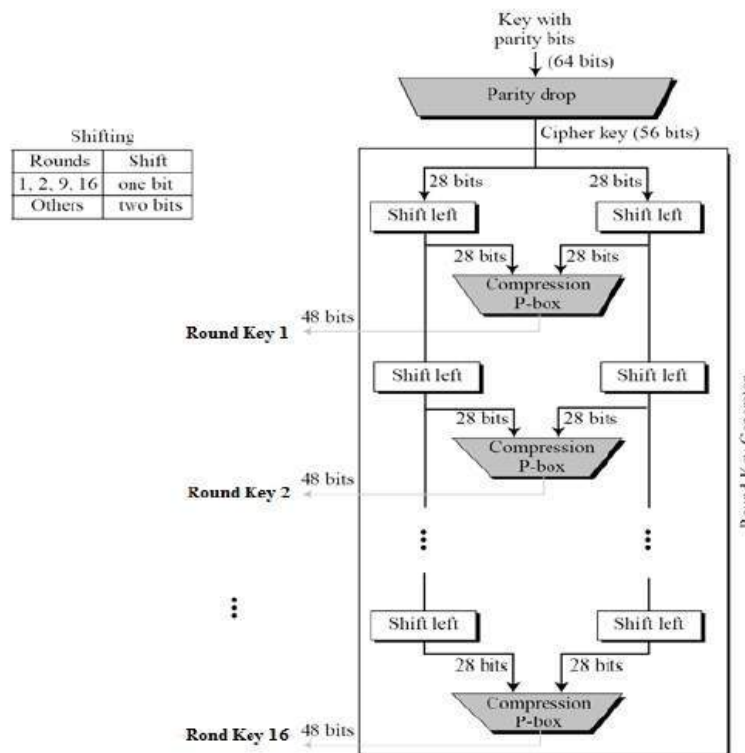 Key with
parity bits
(64 bits)
Parity drop
Cipher key (56 bits)
Shifting
Rounds Shift
1, 2, 9, 16 one bit
Others two bits
28 bits 28 bits
Shift left Shift left
28 bits 28 bits
Compression
P-box
48 bits
Round Key 1
Shift left Shift left
28 bits 28 bits
Compression
P-box
48 bits
Round Key 2
Shift left Shift left
28 bits 28 bits
Compression
P-box
48 bits
Rond Key 16
Round-Key Generator